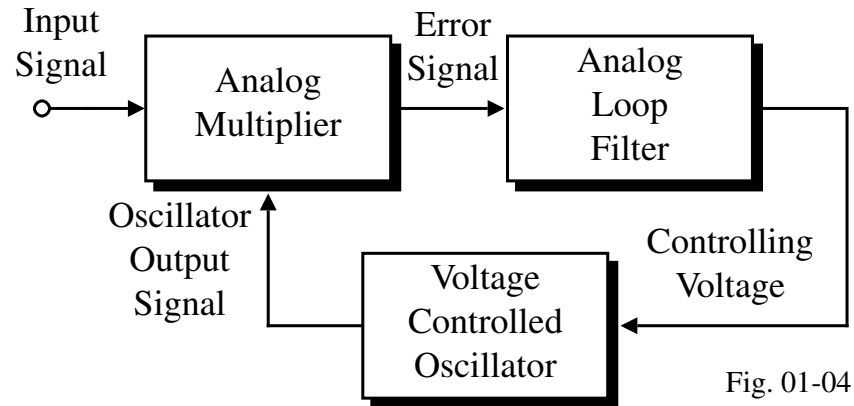 Input
Signal
Analog
Multiplier
Error
Signal
Analog
Loop
Filter
Oscillator
Output
Signal
Voltage
Controlled
Oscillator
Controlling
Voltage
Fig. 01-04